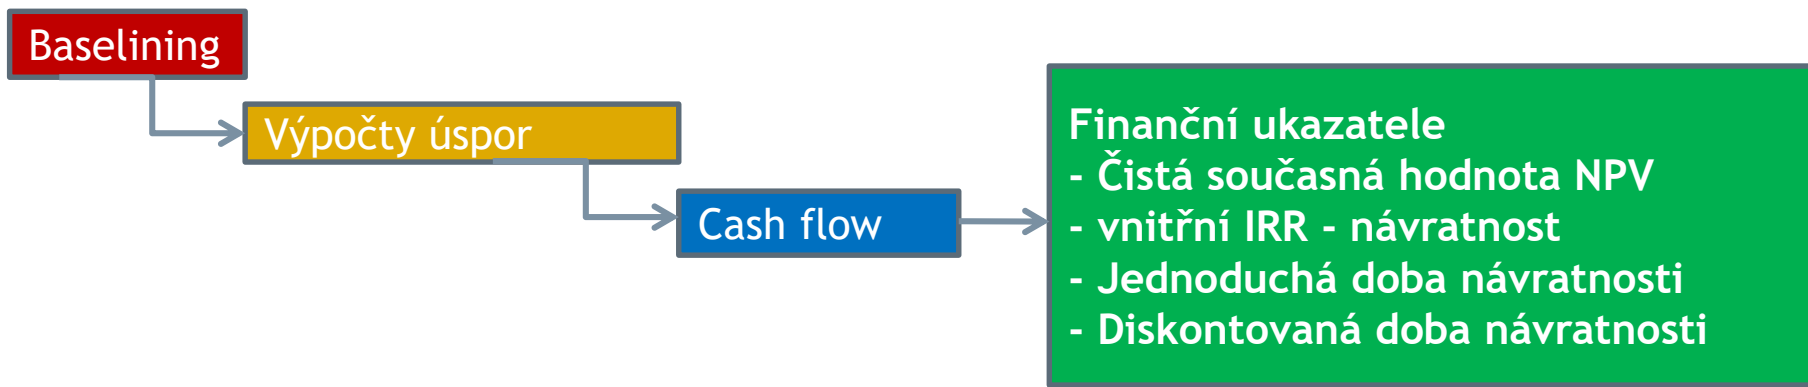 Baselining
Výpočty úspor
Cash flow
Finanční ukazatele
- Čistá současná hodnota NPV
- vnitřní IRR - návratnost
- Jednoduchá doba návratnosti
- Diskontovaná doba návratnosti